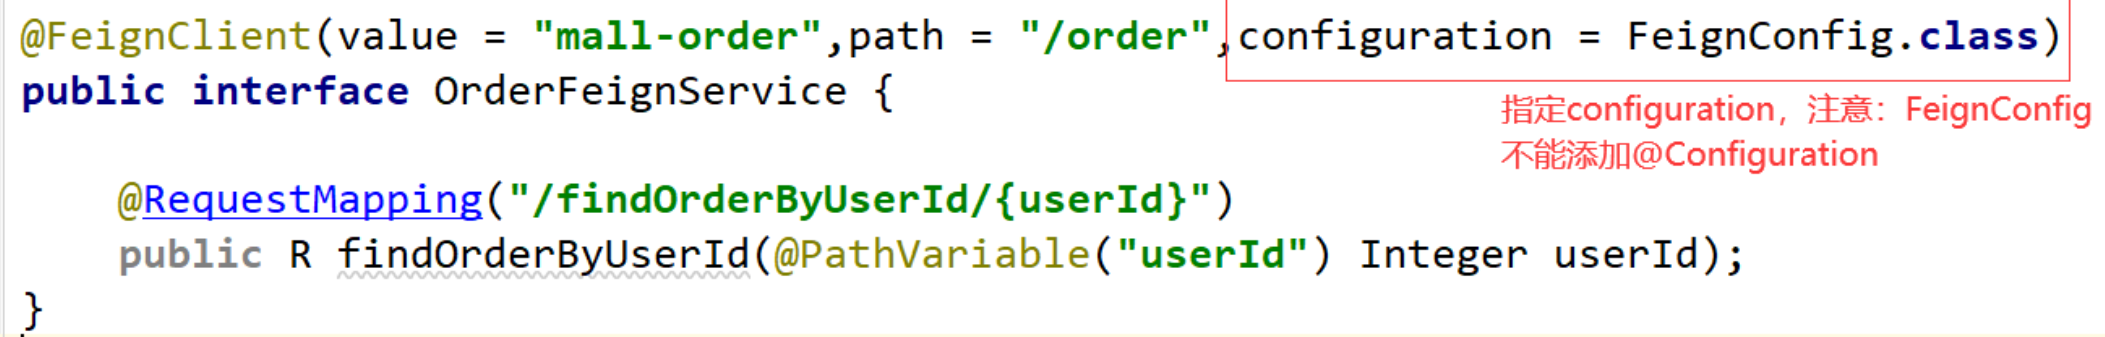 @FeignClient(value = "mall-order",path = "/order",configuration = FeignConfig.class)
public interface OrderFeignService {
指定configuration，注意：FeignConfig
不能添加@Configuration
@RequestMapping("/findOrderByUserId/{userId}")
public R findOrderByUserId(@PathVariable("userId") Integer userId);
}